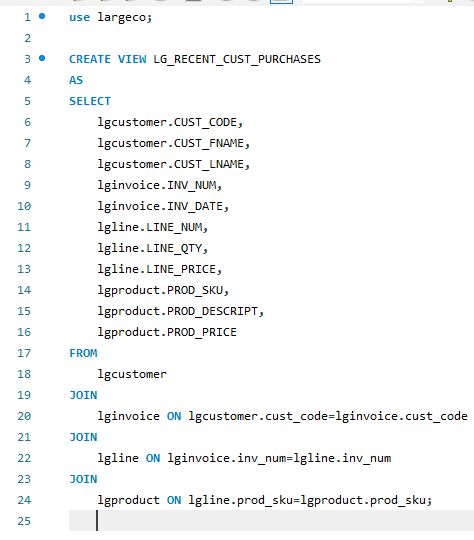 1 use largeco;
2
3 CREATE VIEW LG_RECENT_CUST_PURCHASES
4 AS
5 SELECT
6 lgcustomer.CUST_CODE,
7 lgcustomer.CUST_FNAME,
8 lgcustomer.CUST_LNAME,
9 lginvoice.INV_NUM,
10 lginvoice.INV_DATE,
11 lgline.LINE_NUM,
12 lgline.LINE_QTY,
13 lgline.LINE_PRICE,
14 lgproduct.PROD_SKU,
15 lgproduct.PROD_DESCRIPT,
16 lgproduct.PROD_PRICE
17 FROM
18 lgcustomer
19 JOIN
20 lginvoice ON lgcustomer.cust_code=lginvoice.cust_code
21 JOIN
22 lgline ON lginvoice.inv_num=lgline.inv_num
23 JOIN
24 lgproduct ON lgline.prod_sku=lgproduct.prod_sku;
25